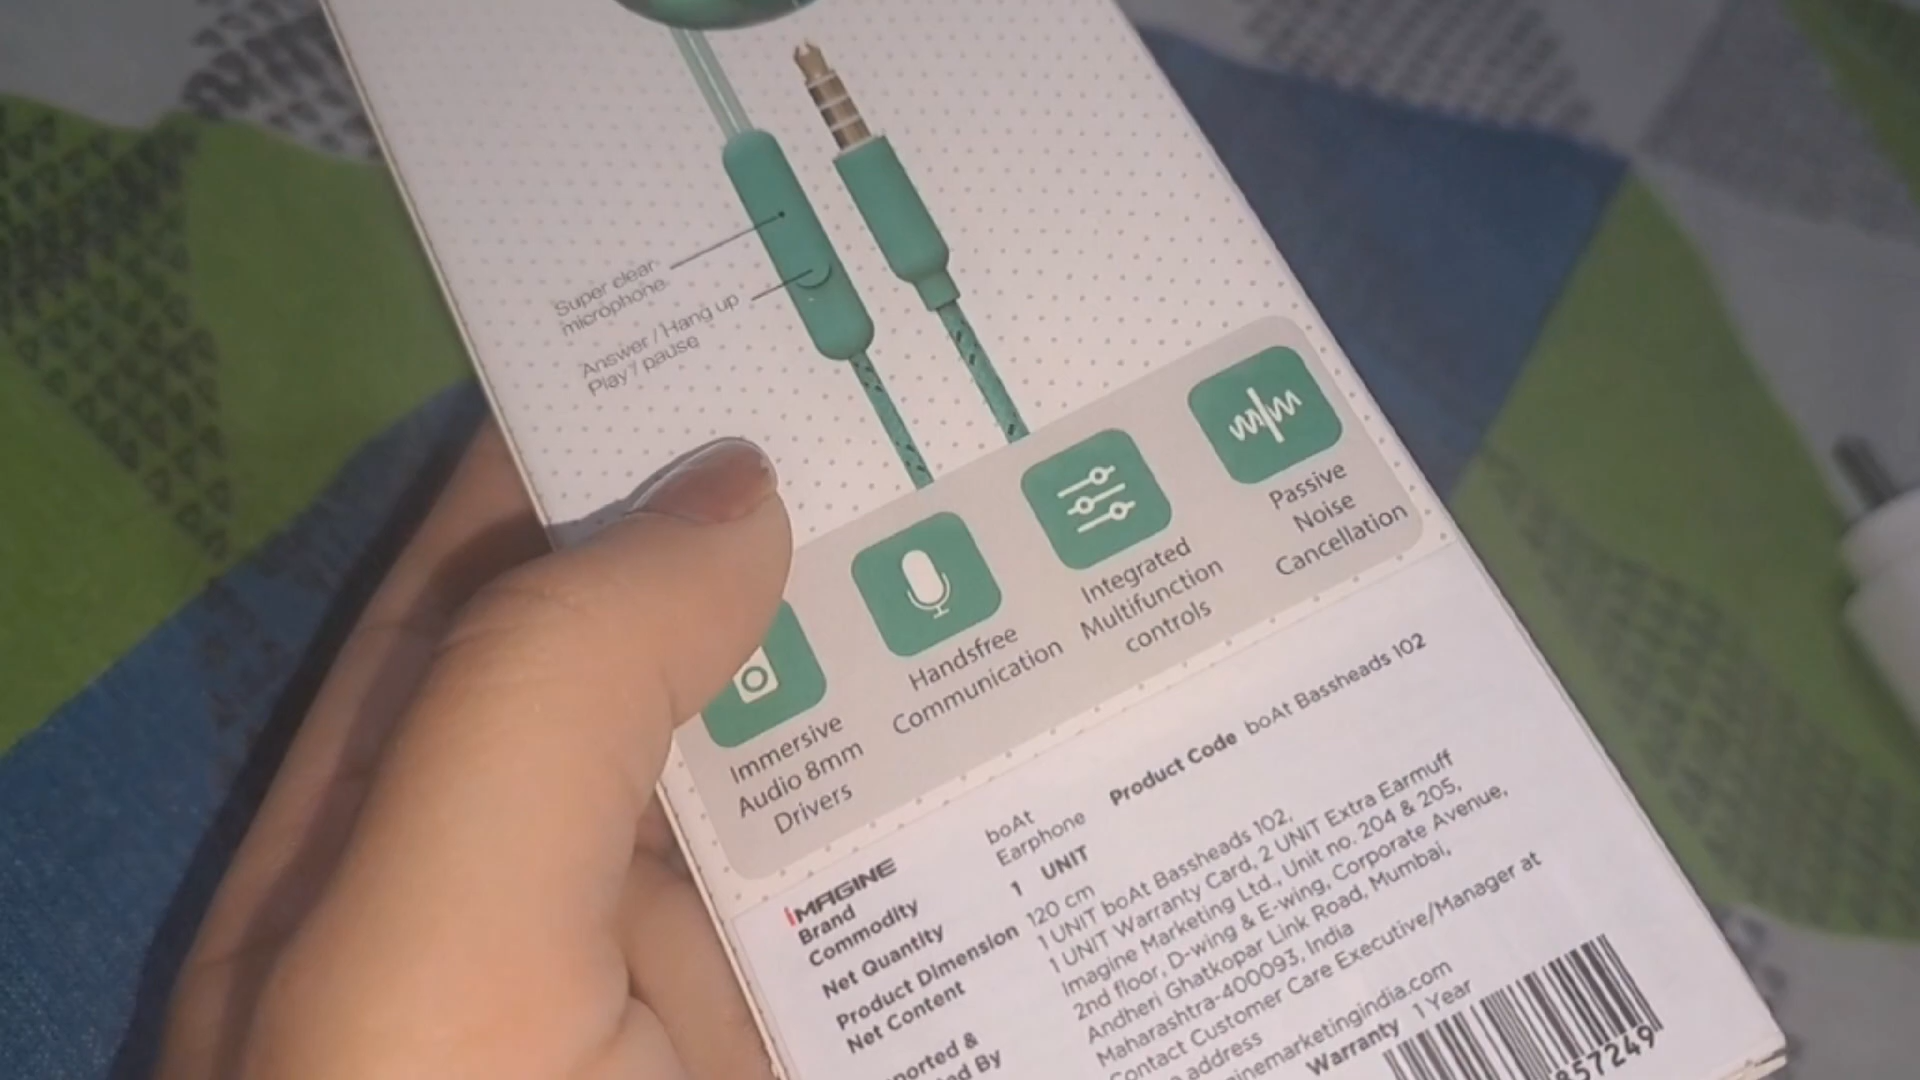 Super clear
microphone
Answer / Hang up
Play / pause
Passive
Noise
Cancellation
Integrated
Multifunction
controls
Handsfree
Communication
Immersive
Audio 8mm
Drivers
IMAGINE
Brand boAt
Product Code boAt Bassheads 102
Commodity Earphone
Net Quantity 1 UNIT
Product Dimension 120 cm
Net Content 1 UNIT boAt Bassheads 102,
1 UNIT Warranty Card, 2 UNIT Extra Earmuff
Imagine Marketing Ltd., Unit no. 204 & 205,
2nd floor, D-wing & E-wing, Corporate Avenue,
Andheri Ghatkopar Link Road, Mumbai,
Maharashtra-400093, India
Contact Customer Care Executive/Manager at
address
Warranty 1 Year
857249